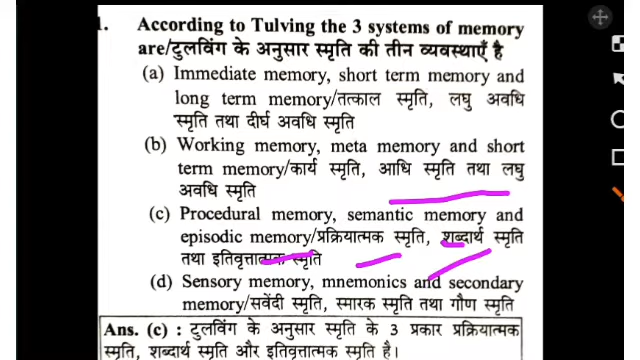 1. According to Tulving the 3 systems of memory
are/टुलविंग के अनुसार स्मृति की तीन व्यवस्थाएँ है
(a) Immediate memory, short term memory and
long term memory/तत्काल स्मृति, लघु अवधि
स्मृति तथा दीर्घ अवधि स्मृति
(b) Working memory, meta memory and short
term memory/कार्य स्मृति, आधि स्मृति तथा लघु
अवधि स्मृति
(c) Procedural memory, semantic memory and
episodic memory/प्रक्रियात्मक स्मृति, शब्दार्थ स्मृति
तथा इतिवृत्तात्मक स्मृति
(d) Sensory memory, mnemonics and secondary
memory/सवेंदी स्मृति, स्मारक स्मृति तथा गौण स्मृति
Ans. (c) : टुलविंग के अनुसार स्मृति के 3 प्रकार प्रक्रियात्मक
स्मृति, शब्दार्थ स्मृति और इतिवृत्तात्मक स्मृति है।